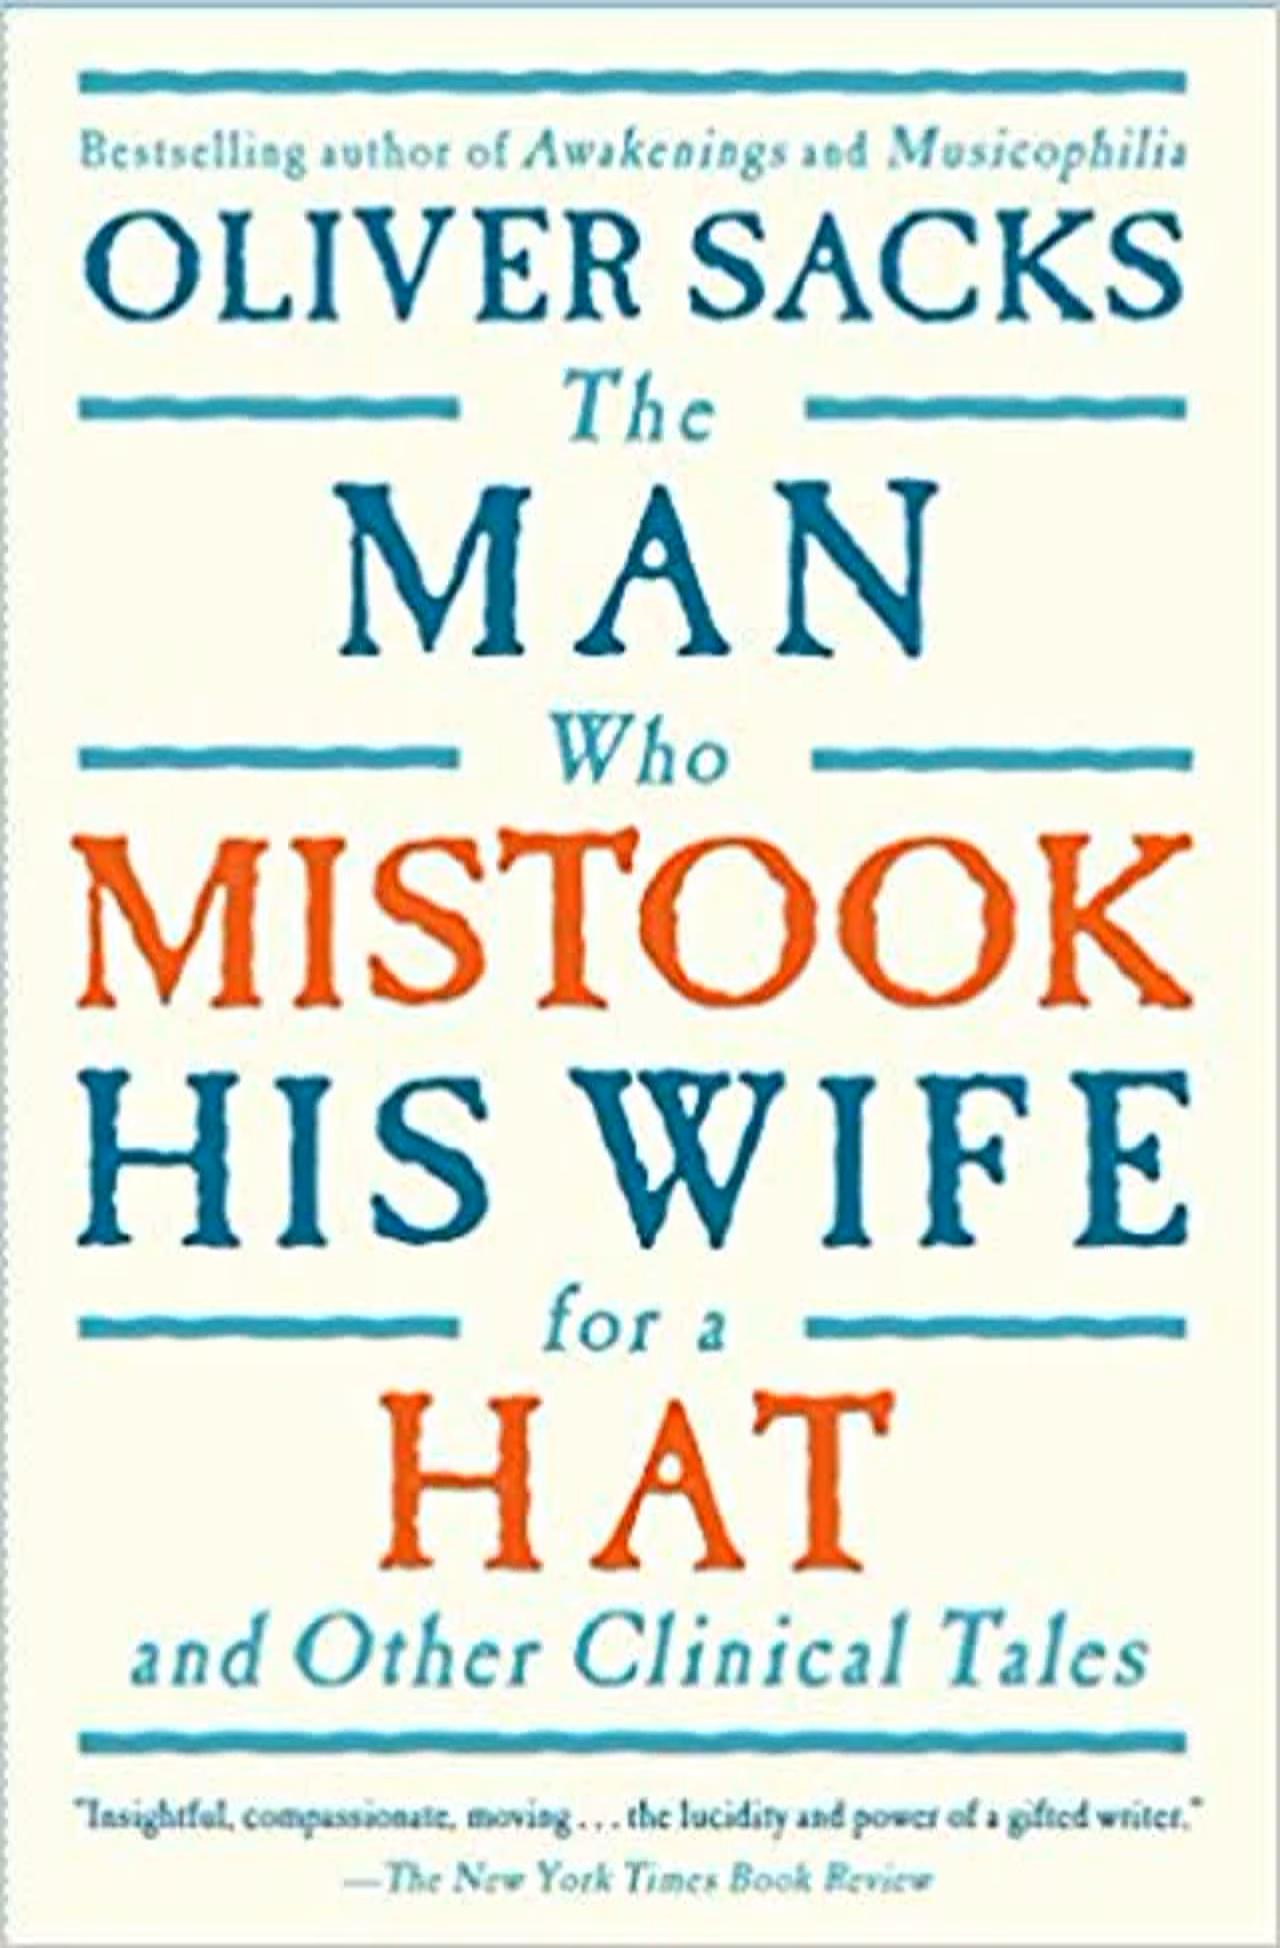 Bestselling author of Awakenings and Musicophilia
OLIVER SACKS
The
MAN
Who
MISTOOK
HIS WIFE
for a
HAT
and Other Clinical Tales
"Insightful, compassionate, moving . . . the lucidity and power of a gifted writer."
—The New York Times Book Review